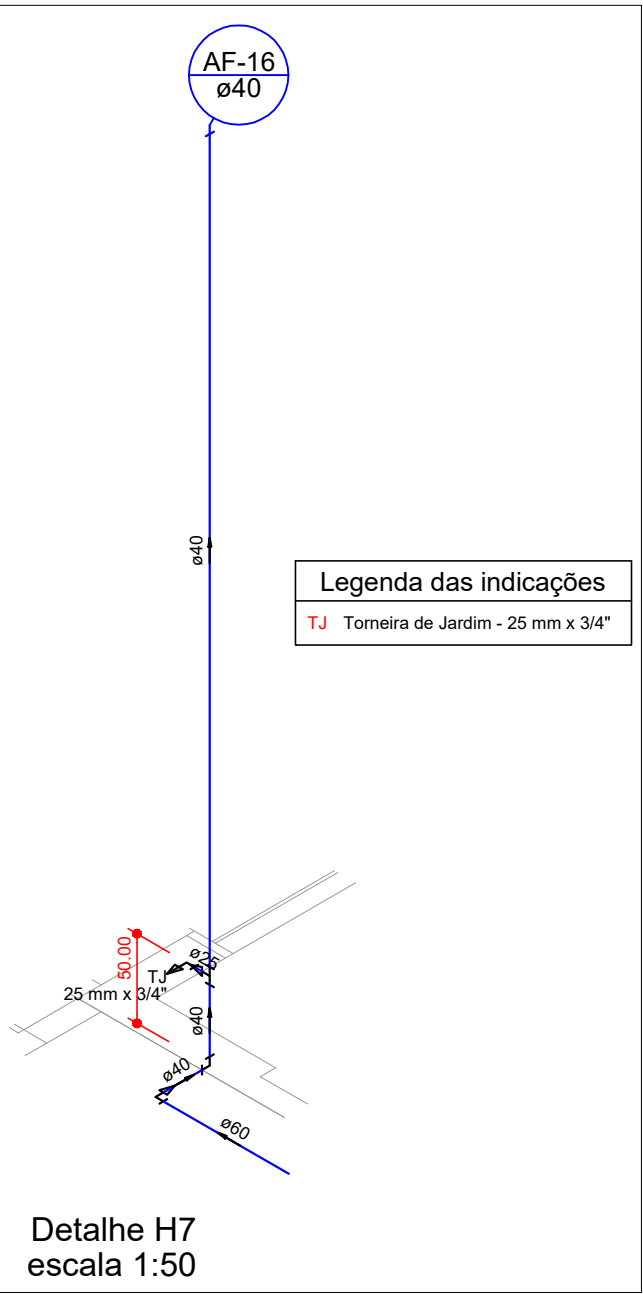 AF-16
ø40
ø40
Legenda das indicações
TJ Torneira de Jardim - 25 mm x 3/4"
50.00
ø25
TJ
25 mm x 3/4"
ø40
ø40
ø60
Detalhe H7
escala 1:50